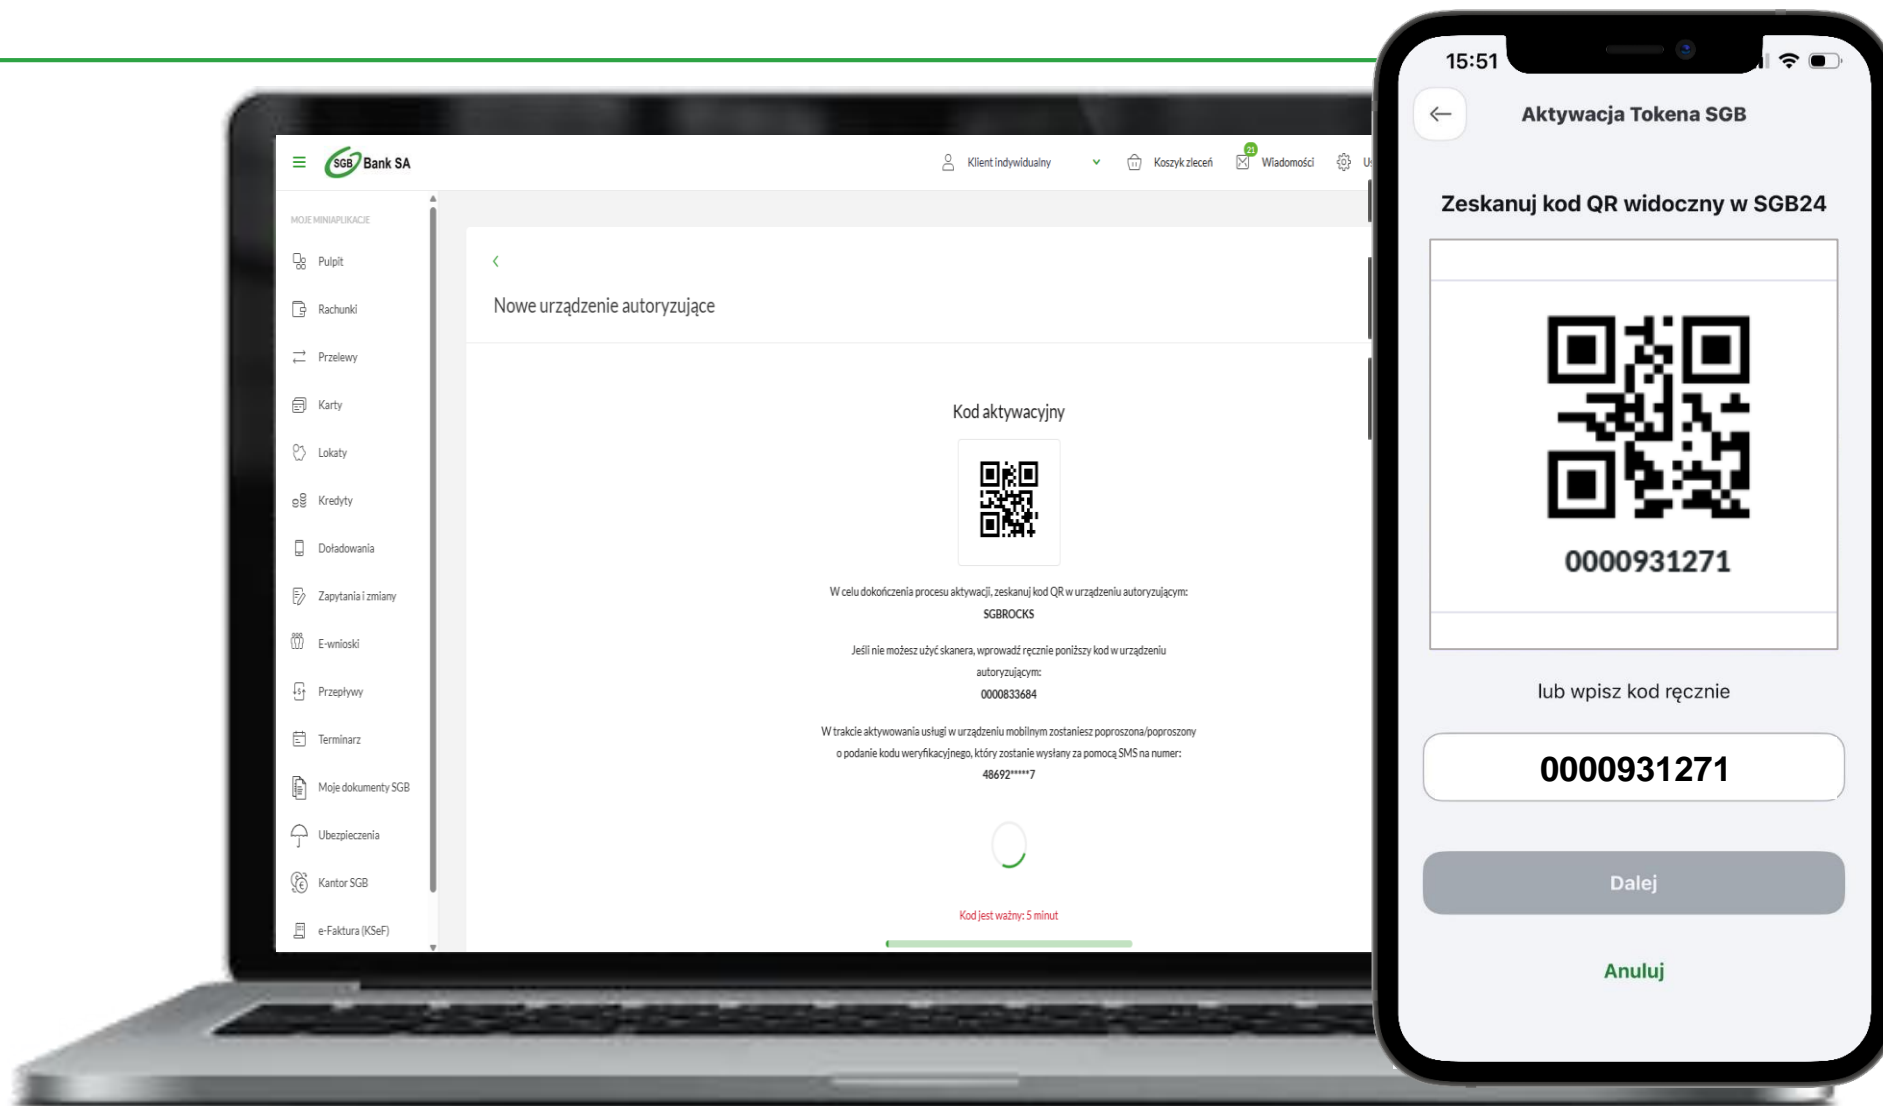 SGB Bank SA
Klient indywidualny
Koszyk zleceń
21
Wiadomości
MOJE MINIAPLIKACJE
Pulpit
Rachunki
Przelewy
Karty
Lokaty
Kredyty
Doładowania
Zapytania i zmiany
E-wnioski
Przepływy
Terminarz
Moje dokumenty SGB
Ubezpieczenia
Kantor SGB
e-Faktura (KSeF)
Nowe urządzenie autoryzujące
Kod aktywacyjny
W celu dokończenia procesu aktywacji, zeskanuj kod QR w urządzeniu autoryzującym:
SGBROCKS
Jeśli nie możesz użyć skanera, wprowadź ręcznie poniższy kod w urządzeniu
autoryzującym:
0000833684
W trakcie aktywowania usługi w urządzeniu mobilnym zostaniesz poproszona/poproszony
o podanie kodu weryfikacyjnego, który zostanie wysłany za pomocą SMS na numer:
48692*****7
Kod jest ważny: 5 minut
15:51
Aktywacja Tokena SGB
Zeskanuj kod QR widoczny w SGB24
0000931271
lub wpisz kod ręcznie
0000931271
Dalej
Anuluj